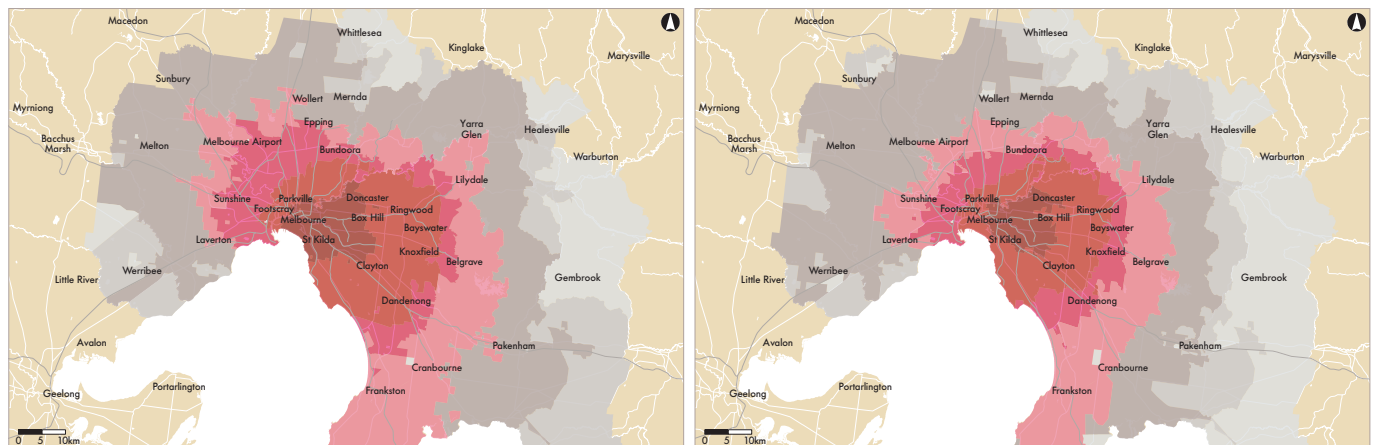 Macedon
Whittlesea
Kinglake
Marysville
Sunbury
Wollert
Mernda
Myrniong
Epping
Yarra
Glen
Healesville
Bacchus
Marsh
Melton
Melbourne Airport
Bundoora
Warburton
Lilydale
Sunshine
Parkville
Doncaster
Footscray
Ringwood
Melbourne
Box Hill
Bayswater
Laverton
St Kilda
Knoxfield
Werribee
Clayton
Belgrave
Little River
Gembrook
Dandenong
Avalon
Pakenham
Cranbourne
Geelong
Portarlington
Frankston
0 5 10km
Macedon
Whittlesea
Kinglake
Marysville
Sunbury
Wollert
Mernda
Myrniong
Epping
Yarra
Glen
Healesville
Bacchus
Marsh
Melton
Melbourne Airport
Bundoora
Warburton
Lilydale
Sunshine
Parkville
Doncaster
Footscray
Ringwood
Melbourne
Box Hill
Bayswater
Laverton
St Kilda
Knoxfield
Werribee
Clayton
Belgrave
Little River
Gembrook
Dandenong
Avalon
Pakenham
Cranbourne
Geelong
Portarlington
Frankston
0 5 10km